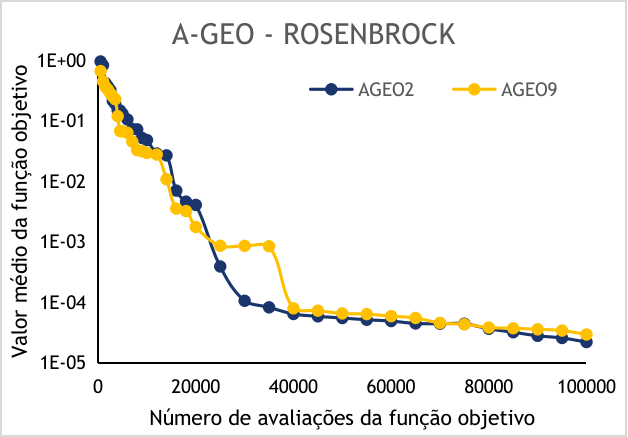 A-GEO - ROSENBROCK
AGEO2
AGEO9
Valor médio da função objetivo
1E+00
1E-01
1E-02
1E-03
1E-04
1E-05
0 20000 40000 60000 80000 100000
Número de avaliações da função objetivo